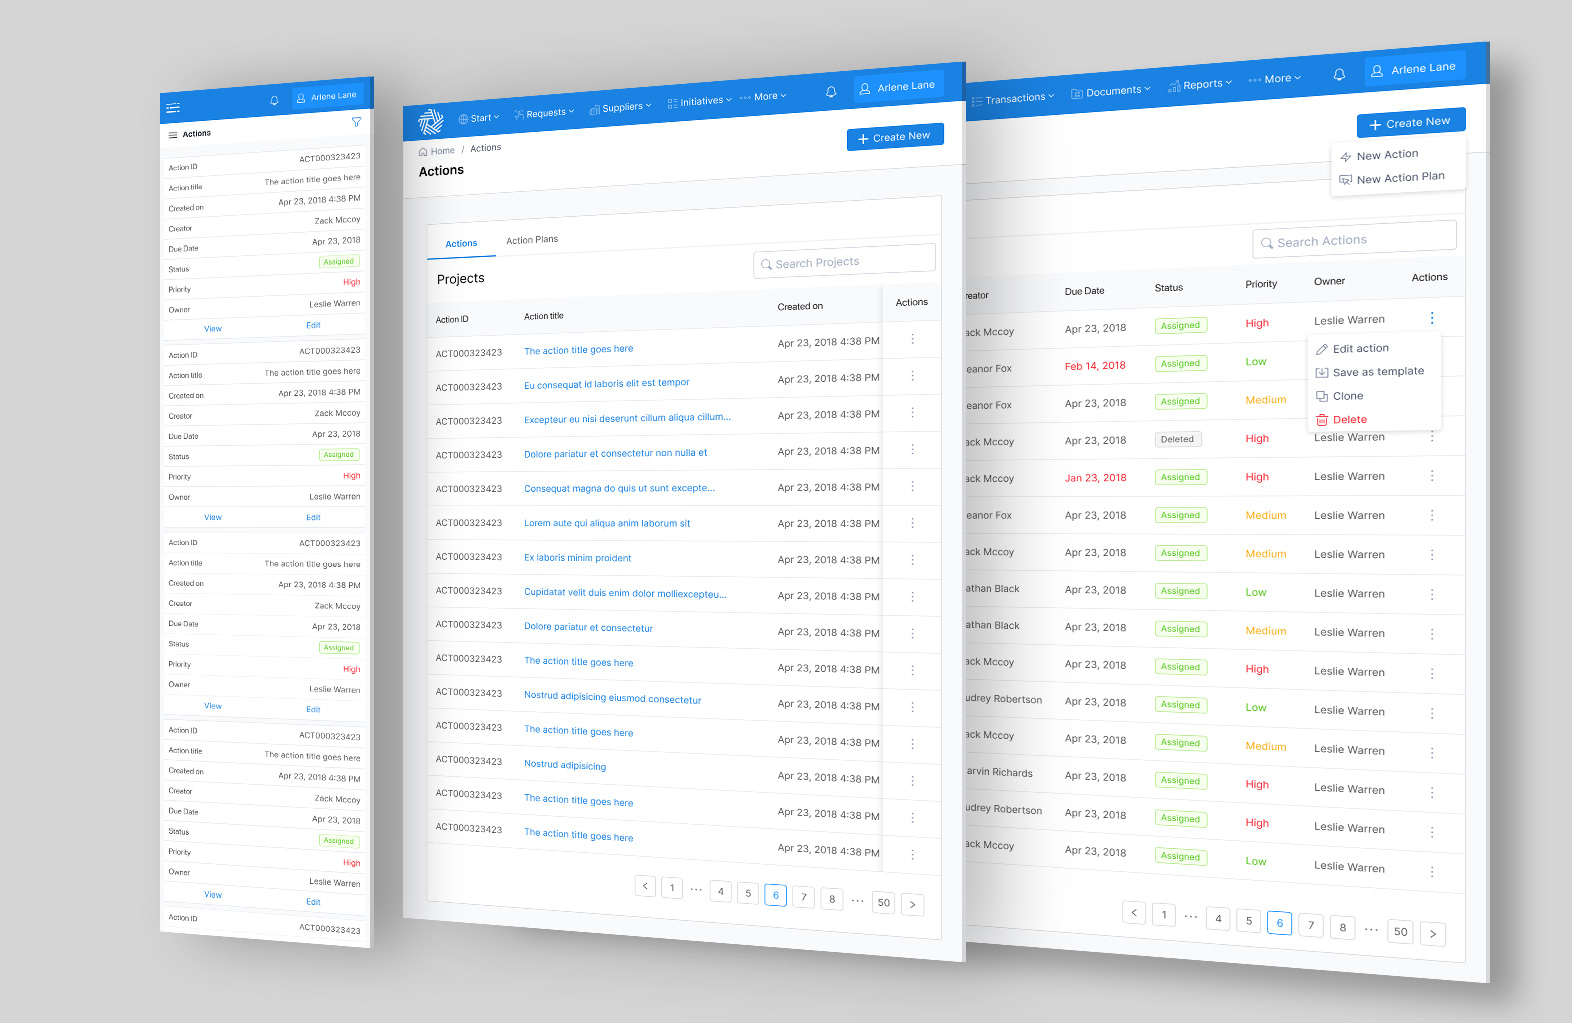 Arlene Lane
Actions
Action ID ACT000323423
Action title The action title goes here
Created on Apr 23, 2018 4:38 PM
Creator Zack Mccoy
Due Date Apr 23, 2018
Status Assigned
Priority High
Owner Leslie Warren
View Edit
Action ID ACT000323423
Action title The action title goes here
Created on Apr 23, 2018 4:38 PM
Creator Zack Mccoy
Due Date Apr 23, 2018
Status Assigned
Priority High
Owner Leslie Warren
View Edit
Action ID ACT000323423
Action title The action title goes here
Created on Apr 23, 2018 4:38 PM
Creator Zack Mccoy
Due Date Apr 23, 2018
Status Assigned
Priority High
Owner Leslie Warren
View Edit
Action ID ACT000323423
Action title The action title goes here
Created on Apr 23, 2018 4:38 PM
Creator Zack Mccoy
Due Date Apr 23, 2018
Status Assigned
Priority High
Owner Leslie Warren
View Edit
Action ID ACT000323423
Start Requests Suppliers Initiatives More Arlene Lane
Home / Actions
Create New
Actions
Actions Action Plans
Projects Search Projects
Action ID Action title Created on Actions
ACT000323423 The action title goes here Apr 23, 2018 4:38 PM
ACT000323423 Eu consequat id laboris elit est tempor Apr 23, 2018 4:38 PM
ACT000323423 Excepteur eu nisi deserunt cillum aliqua cillum... Apr 23, 2018 4:38 PM
ACT000323423 Dolore pariatur et consectetur non nulla et Apr 23, 2018 4:38 PM
ACT000323423 Consequat magna do quis ut sunt excepte... Apr 23, 2018 4:38 PM
ACT000323423 Lorem aute qui aliqua anim laborum sit Apr 23, 2018 4:38 PM
ACT000323423 Ex laboris minim proident Apr 23, 2018 4:38 PM
ACT000323423 Cupidatat velit duis enim dolor molliexcepteu... Apr 23, 2018 4:38 PM
ACT000323423 Dolore pariatur et consectetur Apr 23, 2018 4:38 PM
ACT000323423 The action title goes here Apr 23, 2018 4:38 PM
ACT000323423 Nostrud adipisicing eiusmod consectetur Apr 23, 2018 4:38 PM
ACT000323423 The action title goes here Apr 23, 2018 4:38 PM
ACT000323423 Nostrud adipisicing Apr 23, 2018 4:38 PM
ACT000323423 The action title goes here Apr 23, 2018 4:38 PM
ACT000323423 The action title goes here Apr 23, 2018 4:38 PM
< 1 ··· 4 5 6 7 8 ··· 50 >
Transactions Documents Reports More Arlene Lane
Create New
New Action
New Action Plan
Search Actions
reator Due Date Status Priority Owner Actions
ack Mccoy Apr 23, 2018 Assigned High Leslie Warren
eanor Fox Feb 14, 2018 Assigned Low
eanor Fox Apr 23, 2018 Assigned Medium
ack Mccoy Apr 23, 2018 Deleted High Leslie Warren
Edit action
Save as template
Clone
Delete
ack Mccoy Jan 23, 2018 Assigned High Leslie Warren
eanor Fox Apr 23, 2018 Assigned Medium Leslie Warren
ack Mccoy Apr 23, 2018 Assigned Medium Leslie Warren
athan Black Apr 23, 2018 Assigned Low Leslie Warren
athan Black Apr 23, 2018 Assigned Medium Leslie Warren
ack Mccoy Apr 23, 2018 Assigned High Leslie Warren
udrey Robertson Apr 23, 2018 Assigned Low Leslie Warren
ack Mccoy Apr 23, 2018 Assigned Medium Leslie Warren
arvin Richards Apr 23, 2018 Assigned High Leslie Warren
udrey Robertson Apr 23, 2018 Assigned High Leslie Warren
ack Mccoy Apr 23, 2018 Assigned Low Leslie Warren
< 1 ··· 4 5 6 7 8 ··· 50 >